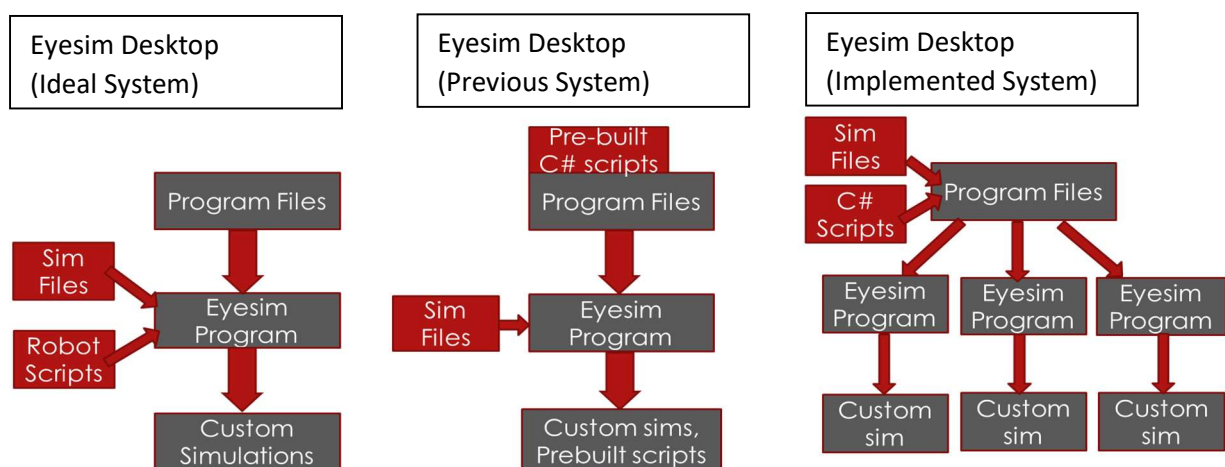 Eyesim Desktop
(Ideal System)
Program Files
Sim
Files
Robot
Scripts
Eyesim
Program
Custom
Simulations
Eyesim Desktop
(Previous System)
Pre-built
C# scripts
Program Files
Sim
Files
Eyesim
Program
Custom sims,
Prebuilt scripts
Eyesim Desktop
(Implemented System)
Sim
Files
C#
Scripts
Program Files
Eyesim
Program
Eyesim
Program
Eyesim
Program
Custom
sim
Custom
sim
Custom
sim